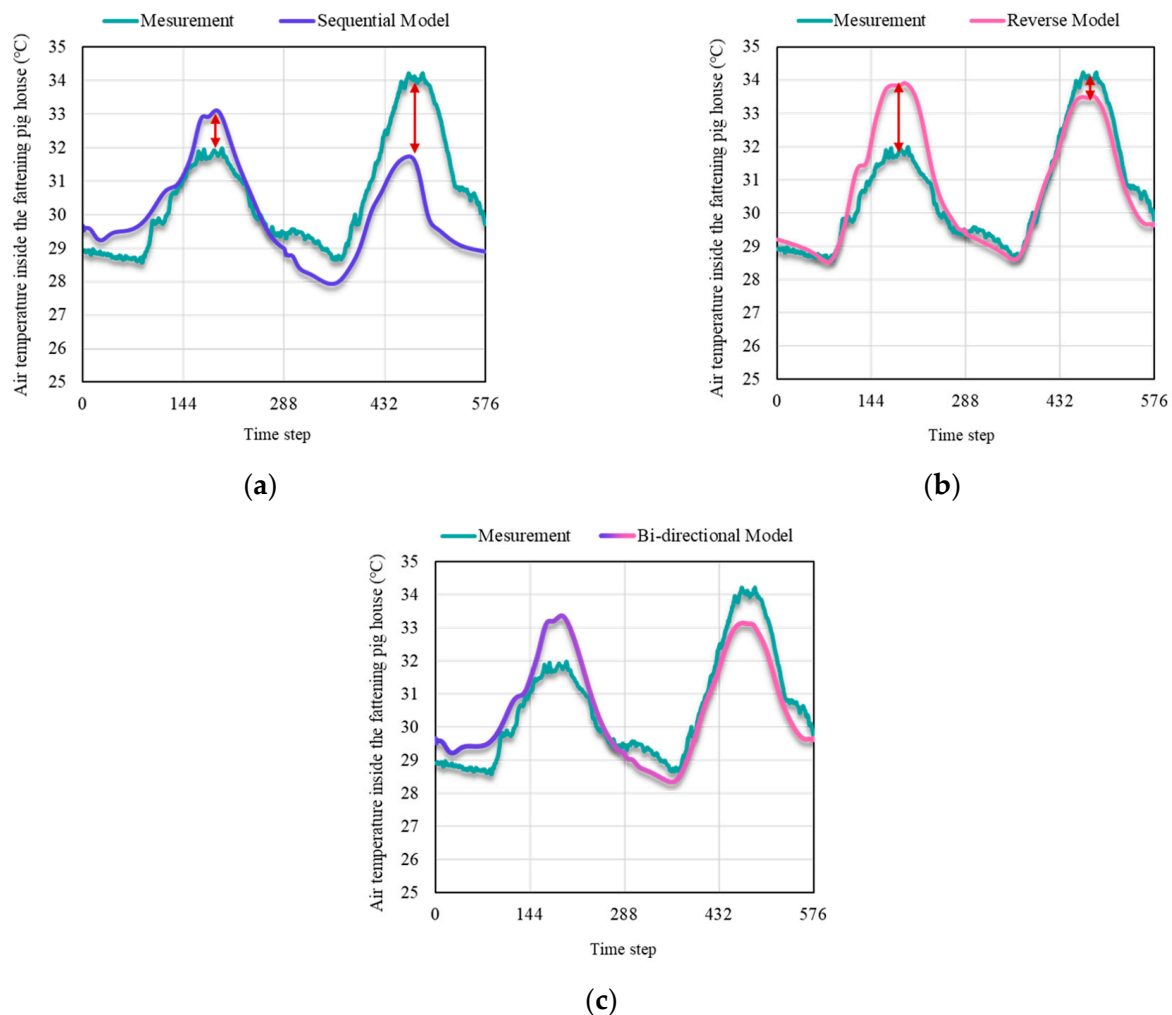 Mesurement Sequential Model
Air temperature inside the fattening pig house (℃)
35
34
33
32
31
30
29
28
27
26
25
0 144 288 432 576
Time step
(a)
Mesurement Reverse Model
Air temperature inside the fattening pig house (℃)
35
34
33
32
31
30
29
28
27
26
25
0 144 288 432 576
Time step
(b)
Mesurement Bi-directional Model
Air temperature inside the fattening pig house (℃)
35
34
33
32
31
30
29
28
27
26
25
0 144 288 432 576
Time step
(c)